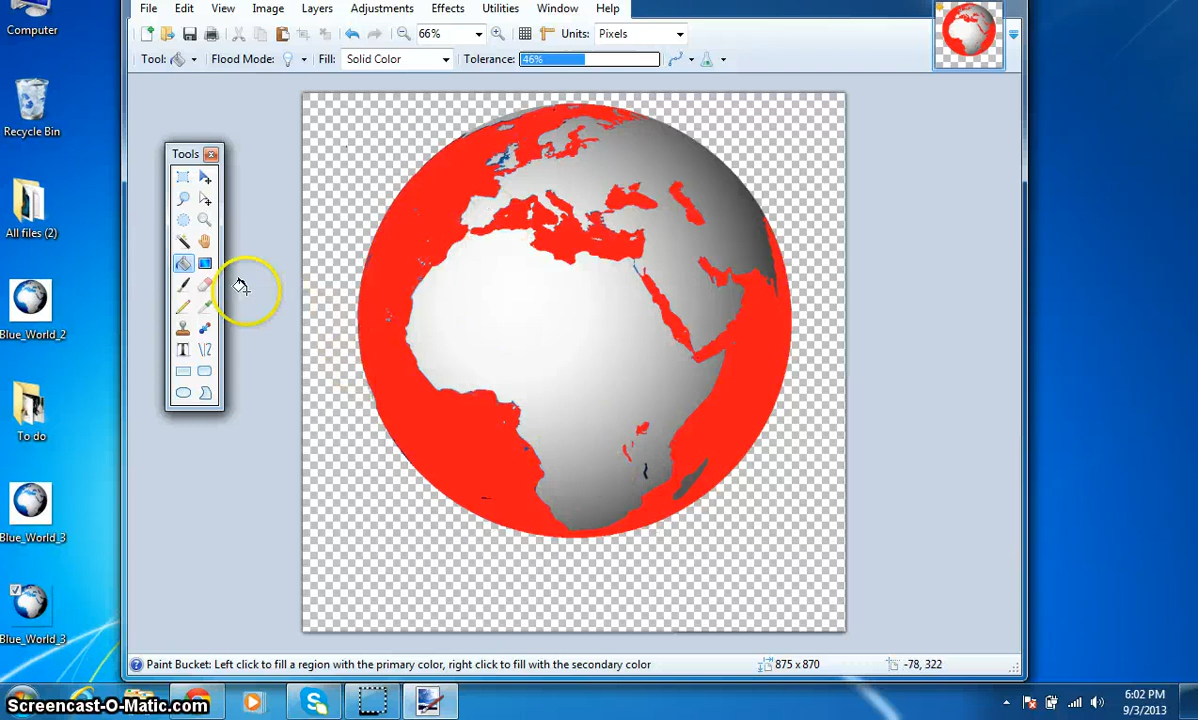 Computer
File Edit View Image Layers Adjustments Effects Utilities Window Help
66% Units: Pixels
Tool: Flood Mode: Fill: Solid Color Tolerance: 46%
Recycle Bin
Tools
All files (2)
Blue_World_2
To do
Blue_World_3
Blue_World_3
Paint Bucket: Left click to fill a region with the primary color, right click to fill with the secondary color 875 x 870 -78, 322
Screencast-O-Matic.com
6:02 PM
9/3/2013